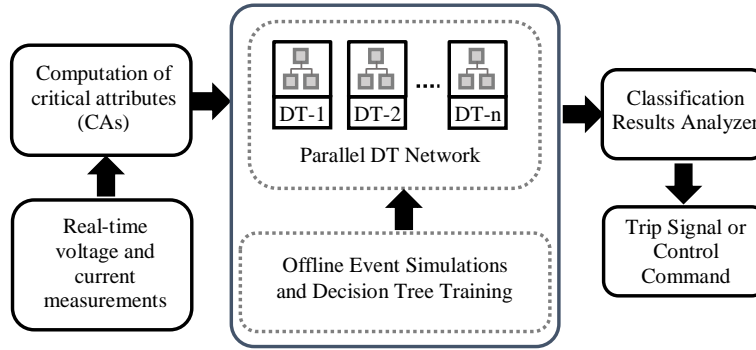 Real-time
voltage and
current
measurements
Computation of
critical attributes
(CAs)
DT-1
DT-2
....
DT-n
Parallel DT Network
Offline Event Simulations
and Decision Tree Training
Classification
Results Analyzer
Trip Signal or
Control
Command